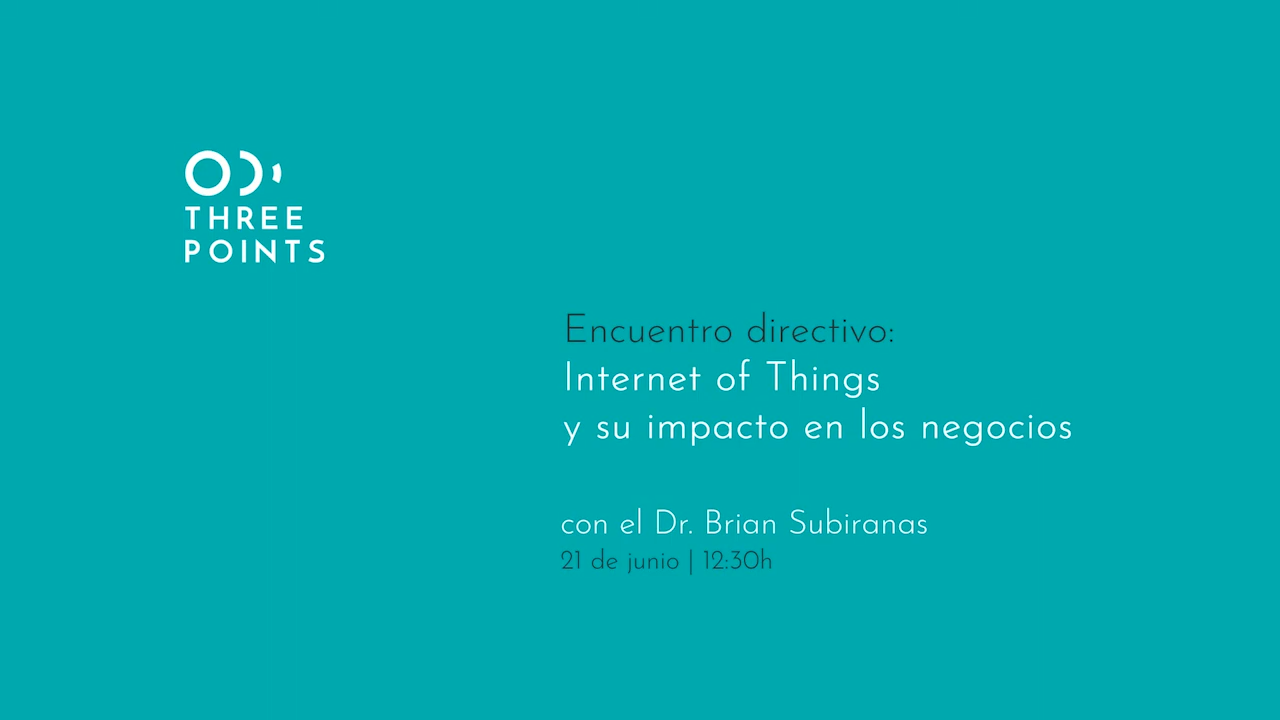 THREE
POINTS
Encuentro directivo:
Internet of Things
y su impacto en los negocios
con el Dr. Brian Subiranas
21 de junio | 12:30h